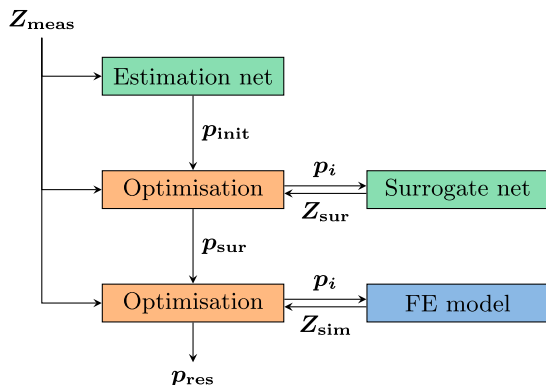 Z_meas
Estimation net
p_init
Optimisation
p_i
Surrogate net
Z_sur
p_sur
Optimisation
p_i
FE model
Z_sim
p_res